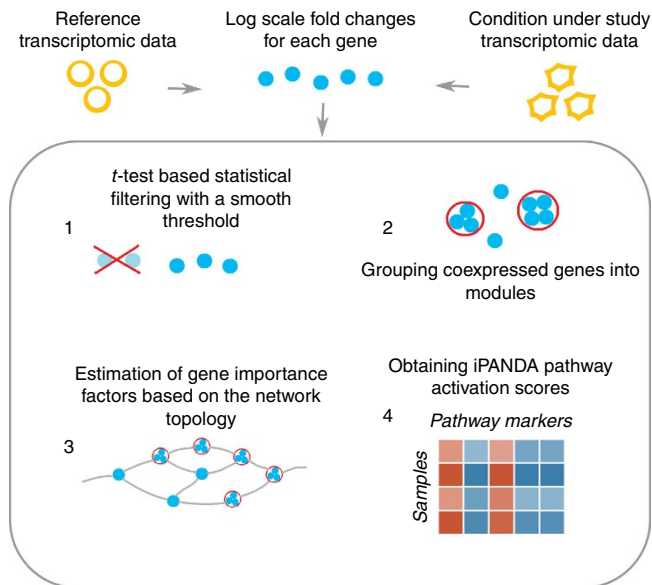 Reference
transcriptomic data
Log scale fold changes
for each gene
Condition under study
transcriptomic data
1
t-test based statistical
filtering with a smooth
threshold
2
Grouping coexpressed genes into
modules
Estimation of gene importance
factors based on the network
topology
3
Obtaining iPANDA pathway
activation scores
4
Pathway markers
Samples